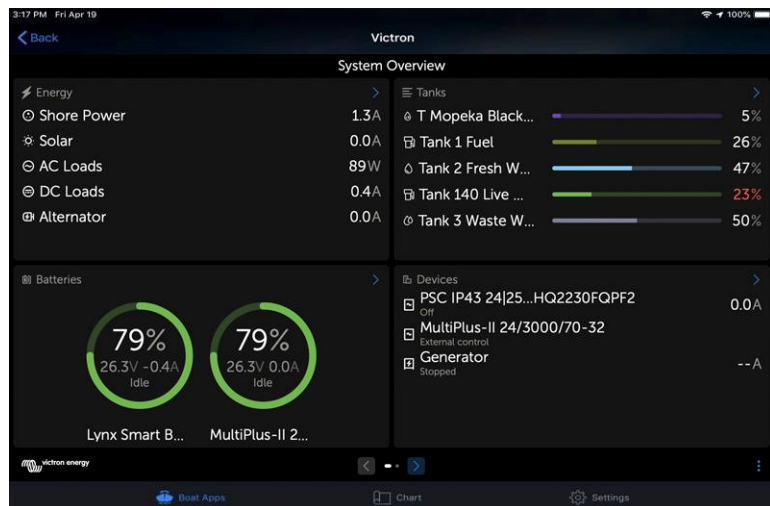 3:17 PM Fri Apr 19
100%
Back
Victron
System Overview
Energy
Shore Power 1.3A
Solar 0.0A
AC Loads 89W
DC Loads 0.4A
Alternator 0.0A
Tanks
T Mopeka Black... 5%
Tank 1 Fuel 26%
Tank 2 Fresh W... 47%
Tank 140 Live ... 23%
Tank 3 Waste W... 50%
Batteries
79%
26.3V -0.4A
Idle
Lynx Smart B...
79%
26.3V 0.0A
Idle
MultiPlus-II 2...
Devices
PSC IP43 24|25...HQ2230FQPF2 0.0A
Off
MultiPlus-II 24/3000/70-32
External control
Generator --A
Stopped
victron energy
Boat Apps
Chart
Settings